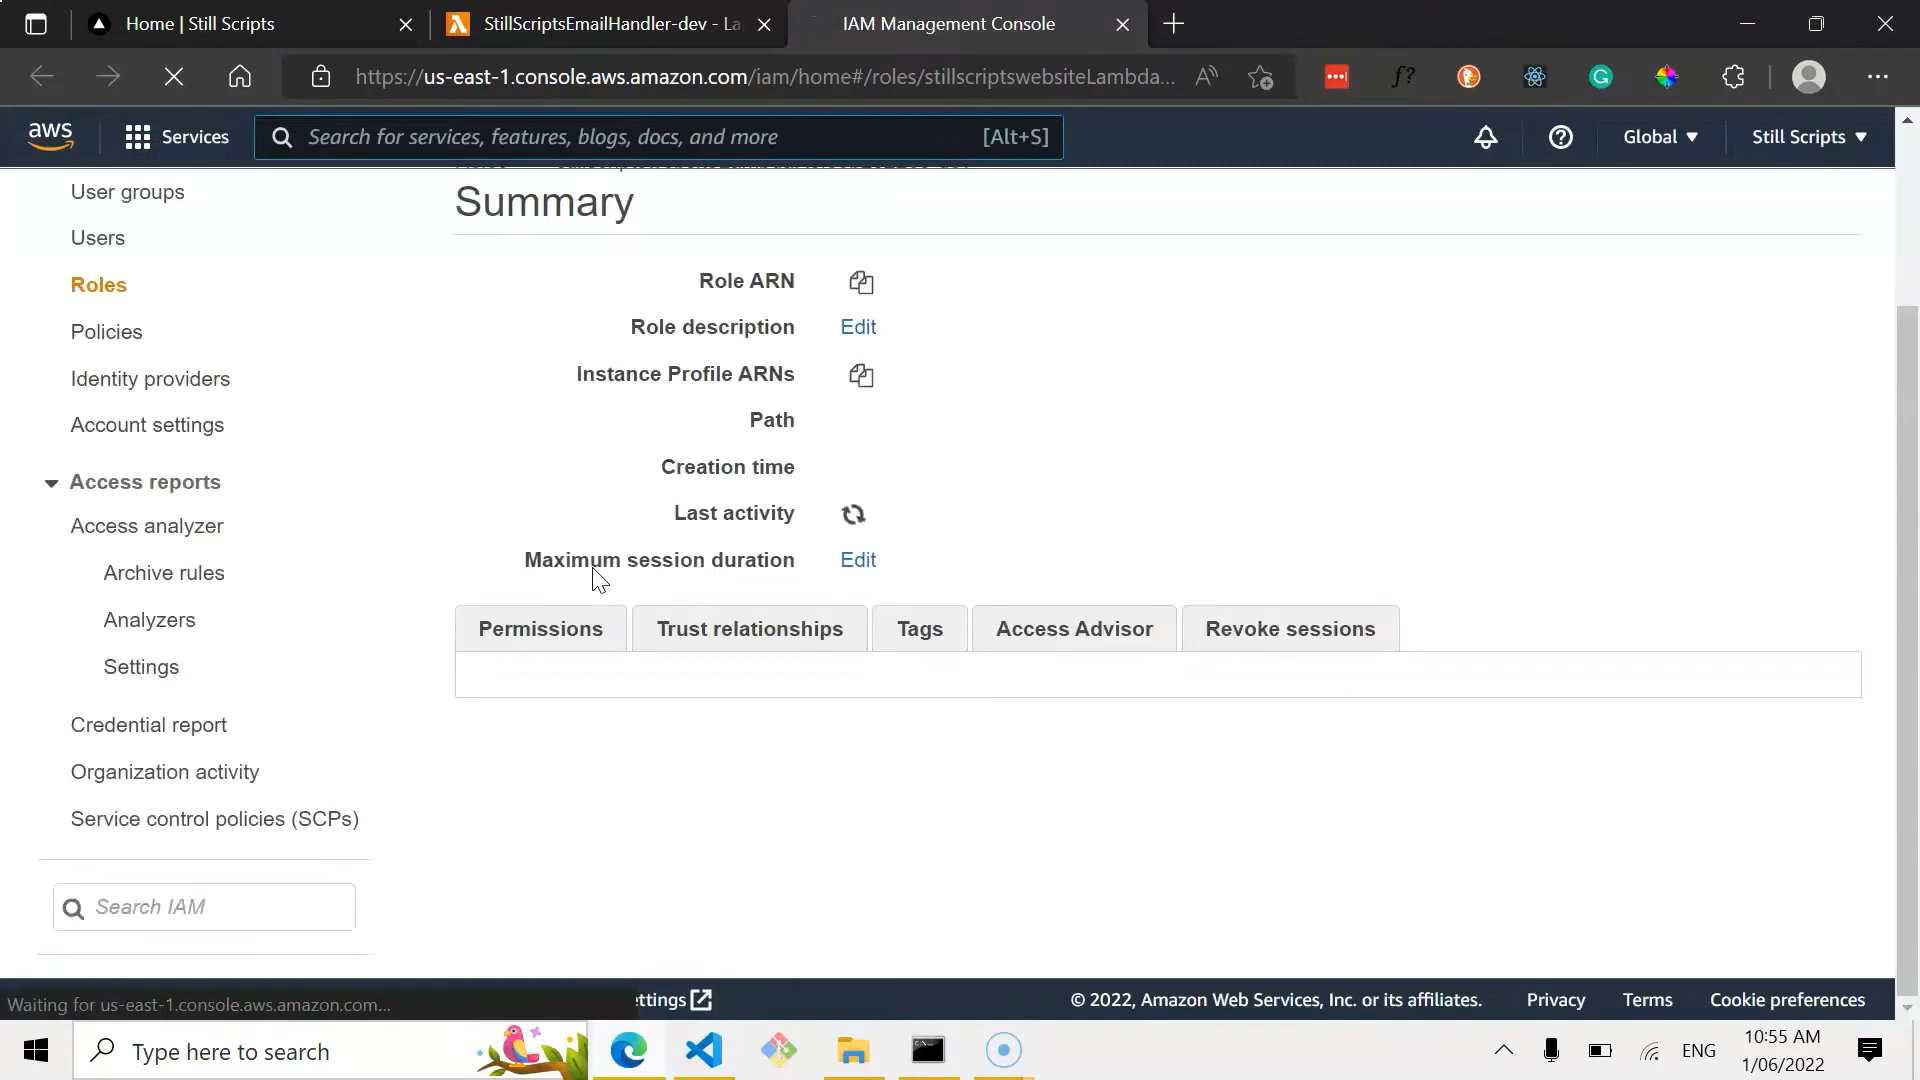 Home | Still Scripts
StillScriptsEmailHandler-dev - La
IAM Management Console
https://us-east-1.console.aws.amazon.com/iam/home#/roles/stillscriptswebsiteLambda...
aws
Services
Search for services, features, blogs, docs, and more
[Alt+S]
Global
Still Scripts
User groups
Users
Roles
Policies
Identity providers
Account settings
Access reports
Access analyzer
Archive rules
Analyzers
Settings
Credential report
Organization activity
Service control policies (SCPs)
Search IAM
Summary
Role ARN
Role description Edit
Instance Profile ARNs
Path
Creation time
Last activity
Maximum session duration Edit
Permissions
Trust relationships
Tags
Access Advisor
Revoke sessions
Waiting for us-east-1.console.aws.amazon.com...
ettings
© 2022, Amazon Web Services, Inc. or its affiliates.
Privacy
Terms
Cookie preferences
Type here to search
ENG
10:55 AM
1/06/2022